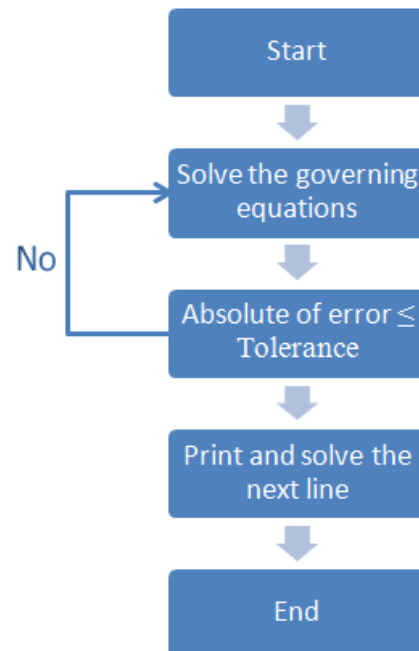 Start
Solve the governing
equations
No
Absolute of error ≤
Tolerance
Print and solve the
next line
End